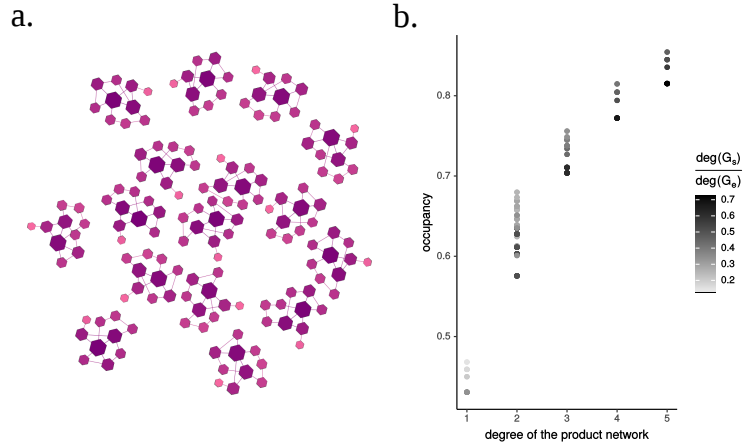 a.
b.
occupancy
0.8
0.7
0.6
0.5
1 2 3 4 5
degree of the product network
deg(Gₛ)
deg(Gₑ)
0.7
0.6
0.5
0.4
0.3
0.2